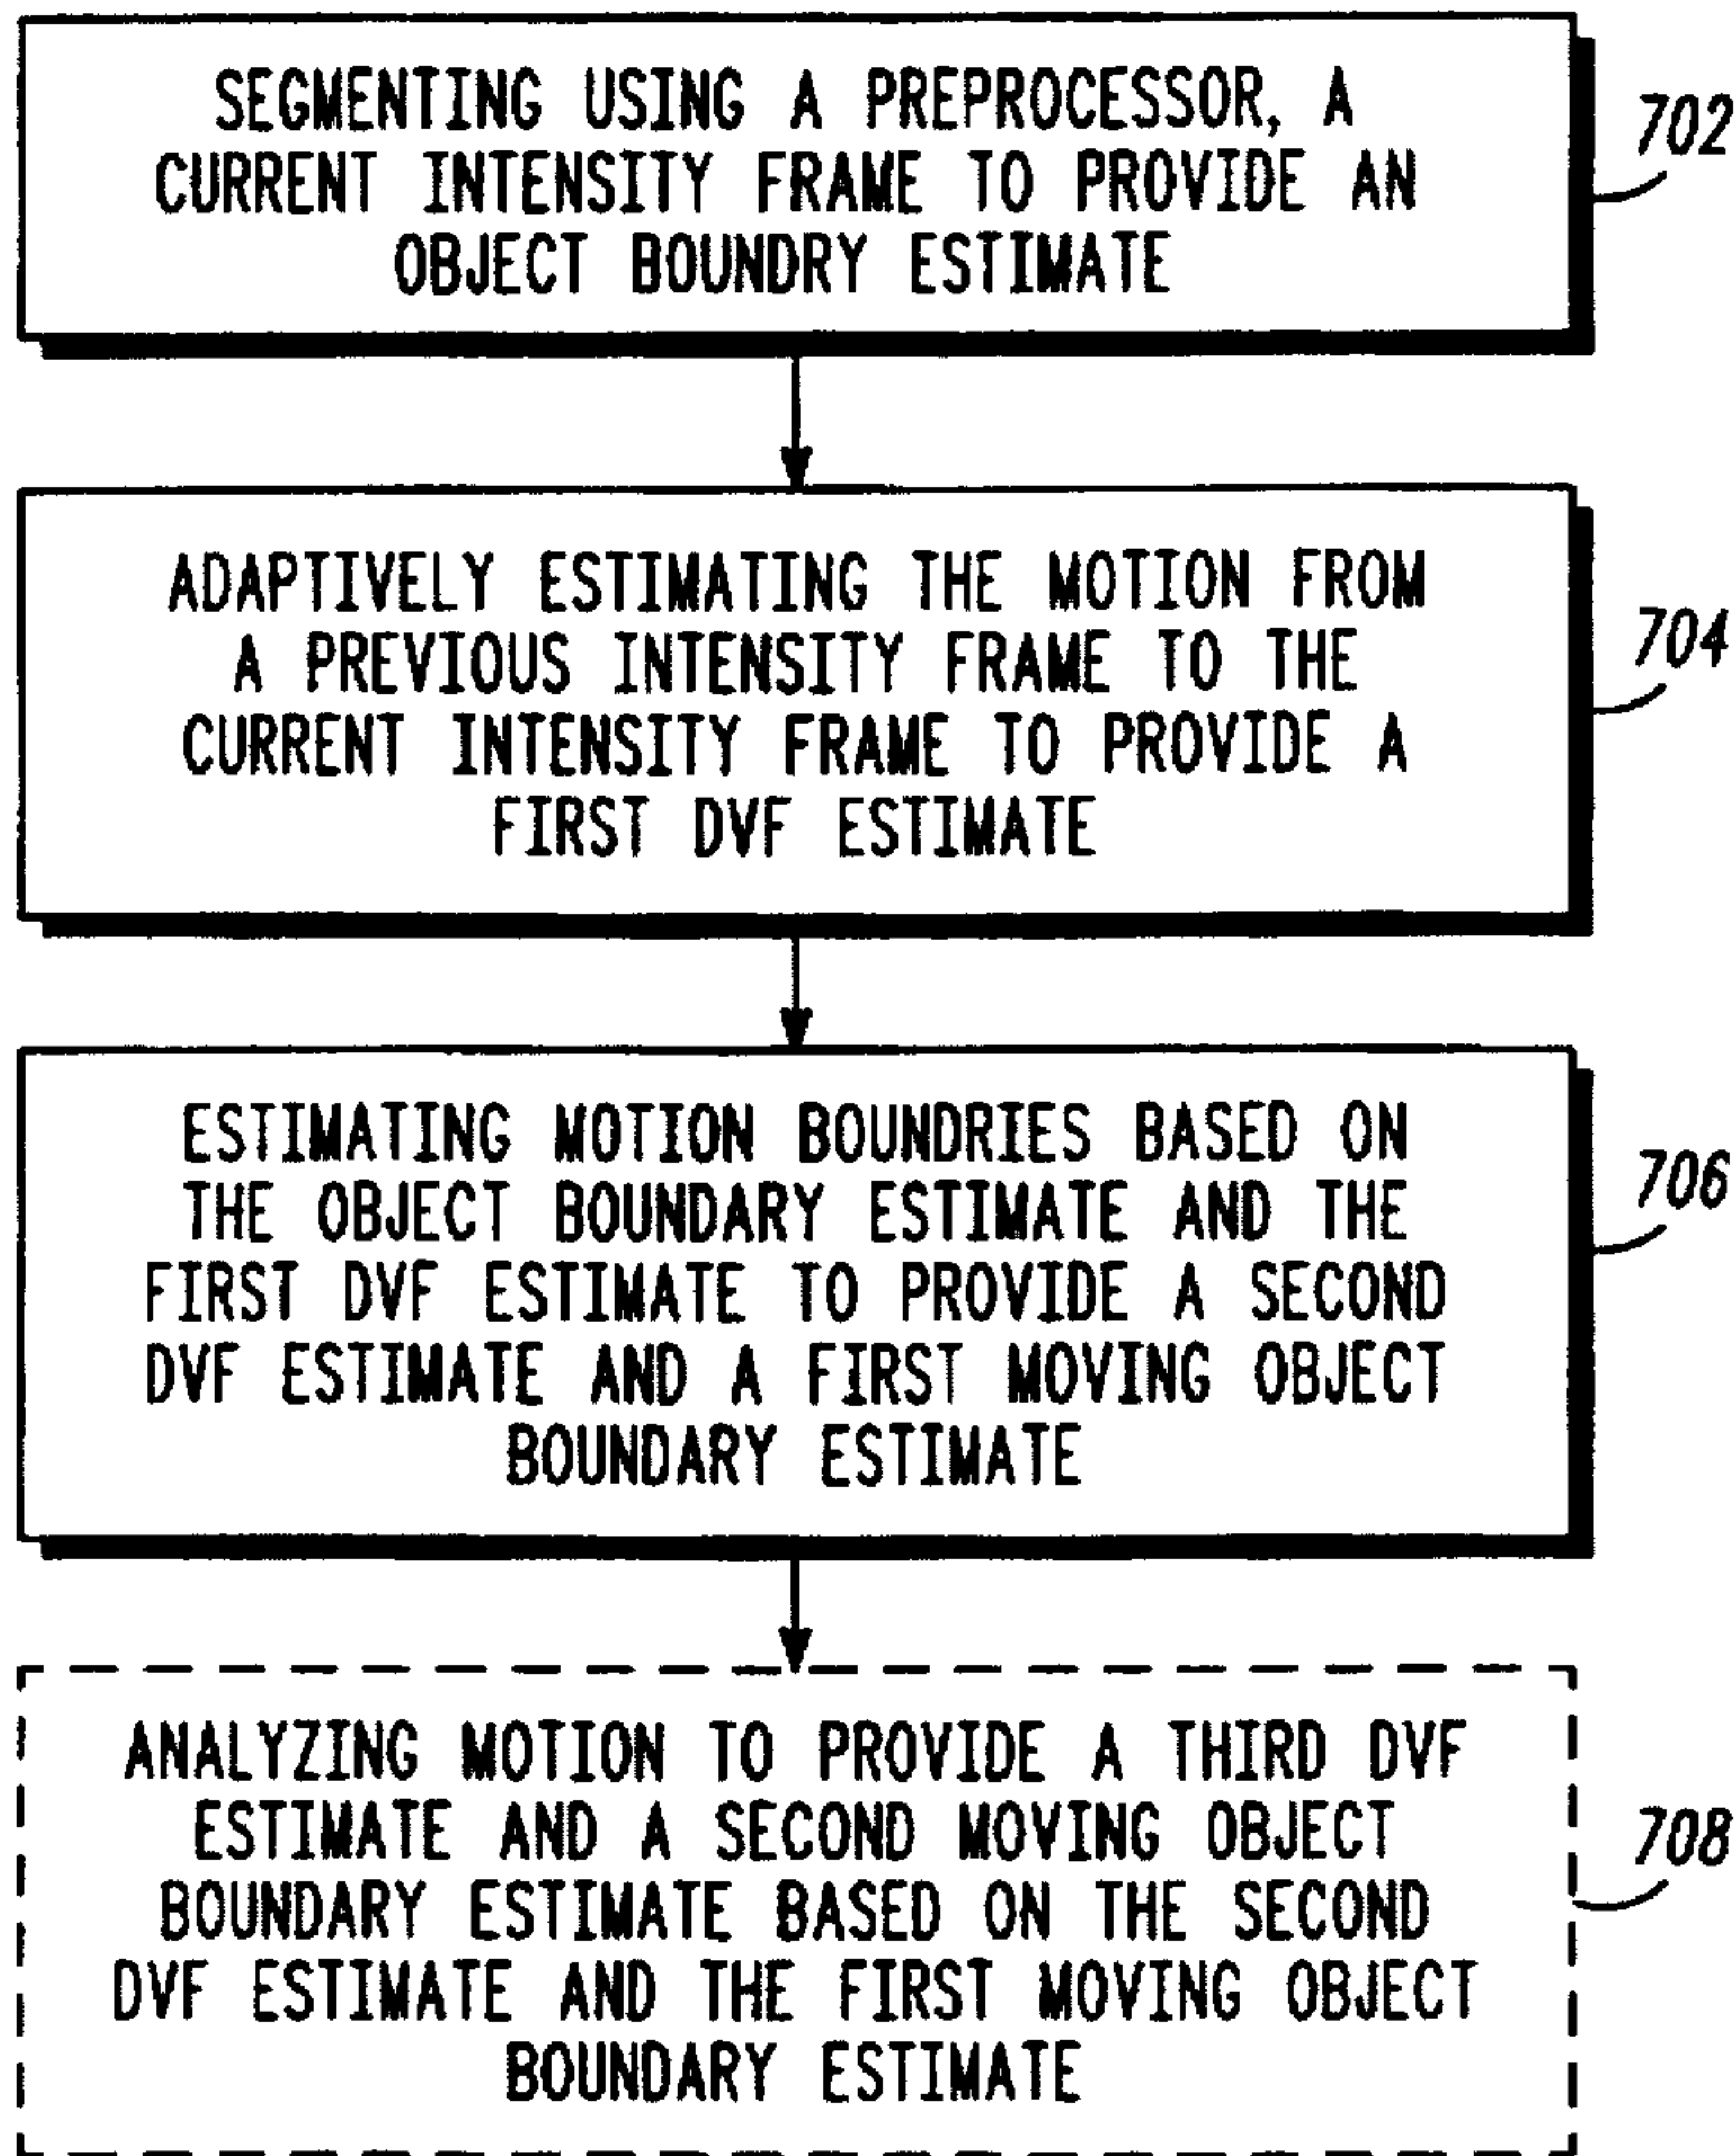 SEGMENTING USING A PREPROCESSOR, A
CURRENT INTENSITY FRAME TO PROVIDE AN
OBJECT BOUNDRY ESTIMATE
702
ADAPTIVELY ESTIMATING THE MOTION FROM
A PREVIOUS INTENSITY FRAME TO THE
CURRENT INTENSITY FRAME TO PROVIDE A
FIRST DVF ESTIMATE
704
ESTIMATING MOTION BOUNDRIES BASED ON
THE OBJECT BOUNDARY ESTIMATE AND THE
FIRST DVF ESTIMATE TO PROVIDE A SECOND
DVF ESTIMATE AND A FIRST MOVING OBJECT
BOUNDARY ESTIMATE
706
ANALYZING MOTION TO PROVIDE A THIRD DVF
ESTIMATE AND A SECOND MOVING OBJECT
BOUNDARY ESTIMATE BASED ON THE SECOND
DVF ESTIMATE AND THE FIRST MOVING OBJECT
BOUNDARY ESTIMATE
708